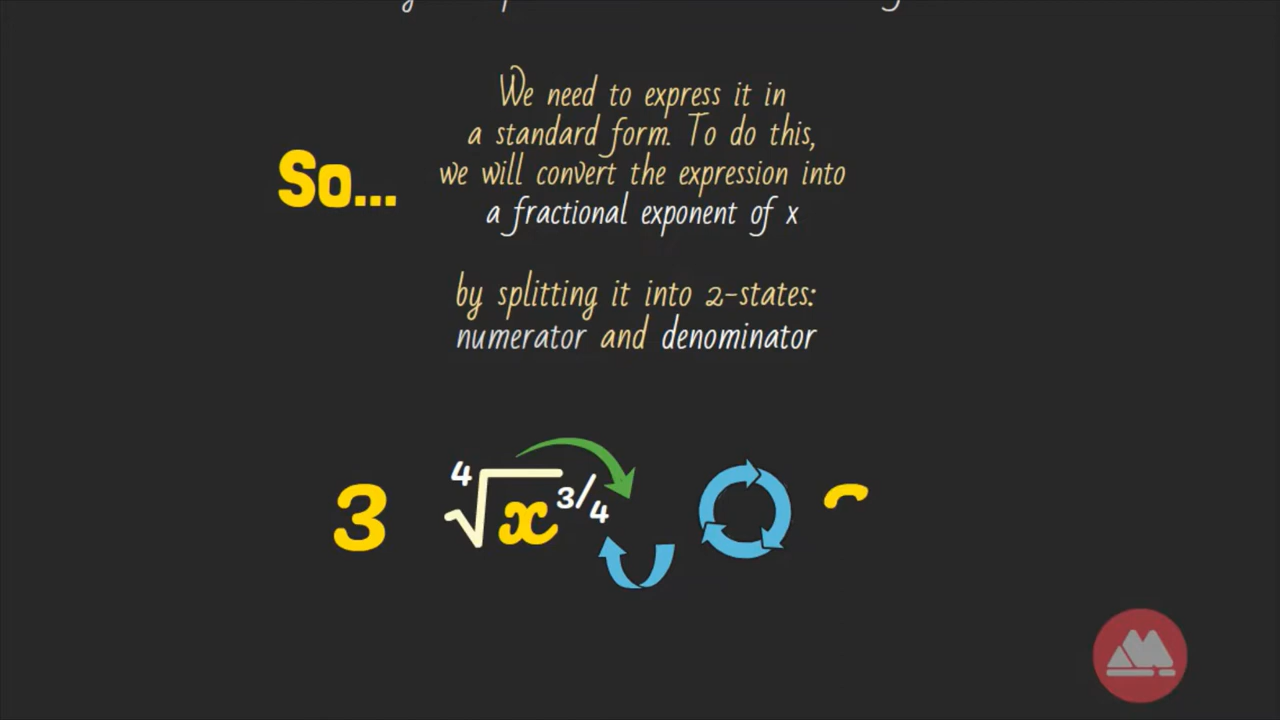 We need to express it in
a standard form. To do this,
So...
we will convert the expression into
a fractional exponent of x
by splitting it into 2-states:
numerator and denominator
3 ⁴√x 3/4